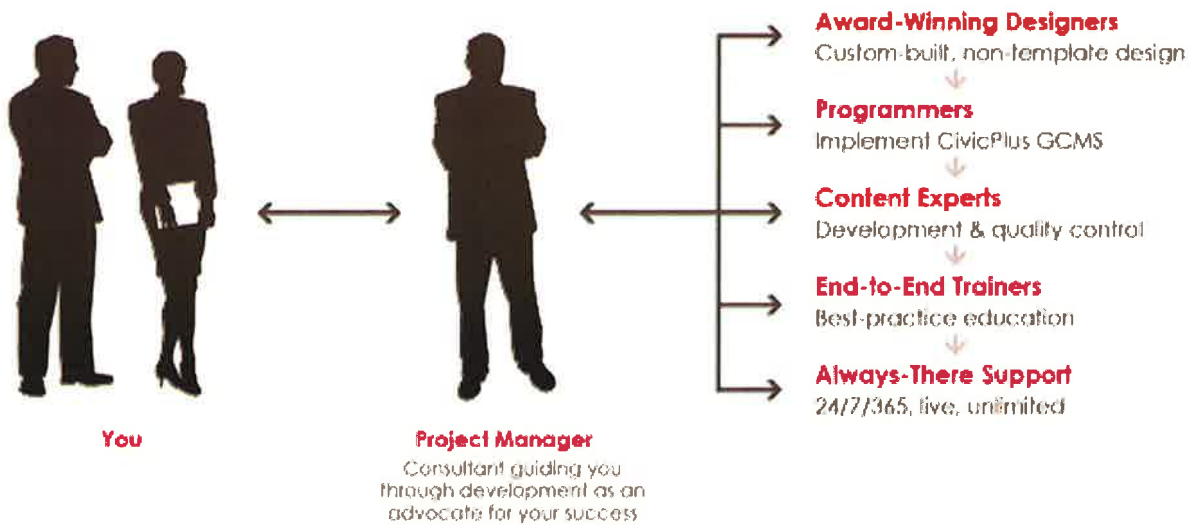 Award-Winning Designers
Custom-built, non-template design
Programmers
Implement CivicPlus GCMS
Content Experts
Development & quality control
End-to-End Trainers
Best-practice education
Always-There Support
24/7/365, live, unlimited
You
Project Manager
Consultant guiding you
through development as an
advocate for your success